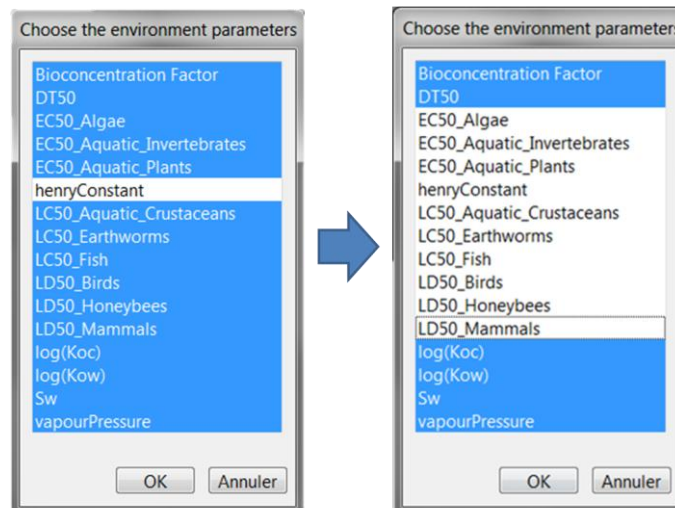 Choose the environment parameters
Bioconcentration Factor
DT50
EC50_Algae
EC50_Aquatic_Invertebrates
EC50_Aquatic_Plants
henryConstant
LC50_Aquatic_Crustaceans
LC50_Earthworms
LC50_Fish
LD50_Birds
LD50_Honeybees
LD50_Mammals
log(Koc)
log(Kow)
Sw
vapourPressure
OK Annuler
Choose the environment parameters
Bioconcentration Factor
DT50
EC50_Algae
EC50_Aquatic_Invertebrates
EC50_Aquatic_Plants
henryConstant
LC50_Aquatic_Crustaceans
LC50_Earthworms
LC50_Fish
LD50_Birds
LD50_Honeybees
LD50_Mammals
log(Koc)
log(Kow)
Sw
vapourPressure
OK Annuler